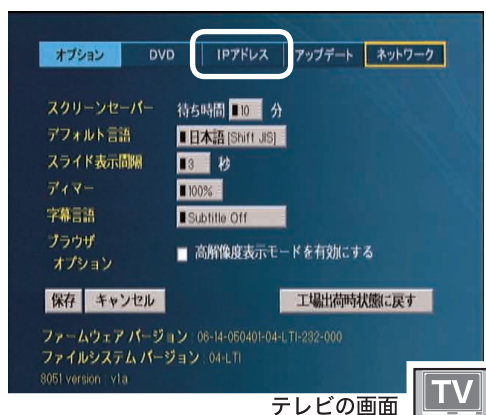 オプション DVD IPアドレス アップデート ネットワーク
スクリーンセーバー 待ち時間 10 分
デフォルト言語 日本語 [Shift JIS]
スライド表示間隔 3 秒
ディマー 100%
字幕言語 Subtitle Off
ブラウザ
オプション 高解像度表示モードを有効にする
保存 キャンセル 工場出荷時状態に戻す
ファームウェア バージョン : 06-14-050401-04-LTI-232-000
ファイルシステム バージョン : 04-LTI
8051 version : v1.a
テレビの画面 TV